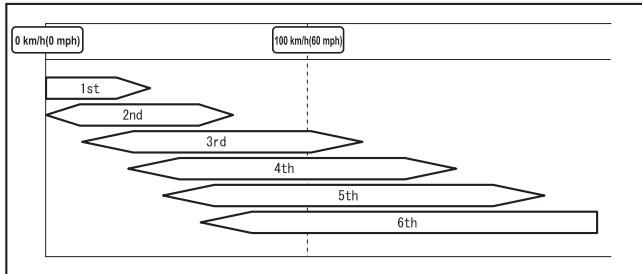 0 km/h(0 mph)
100 km/h(60 mph)
1st
2nd
3rd
4th
5th
6th